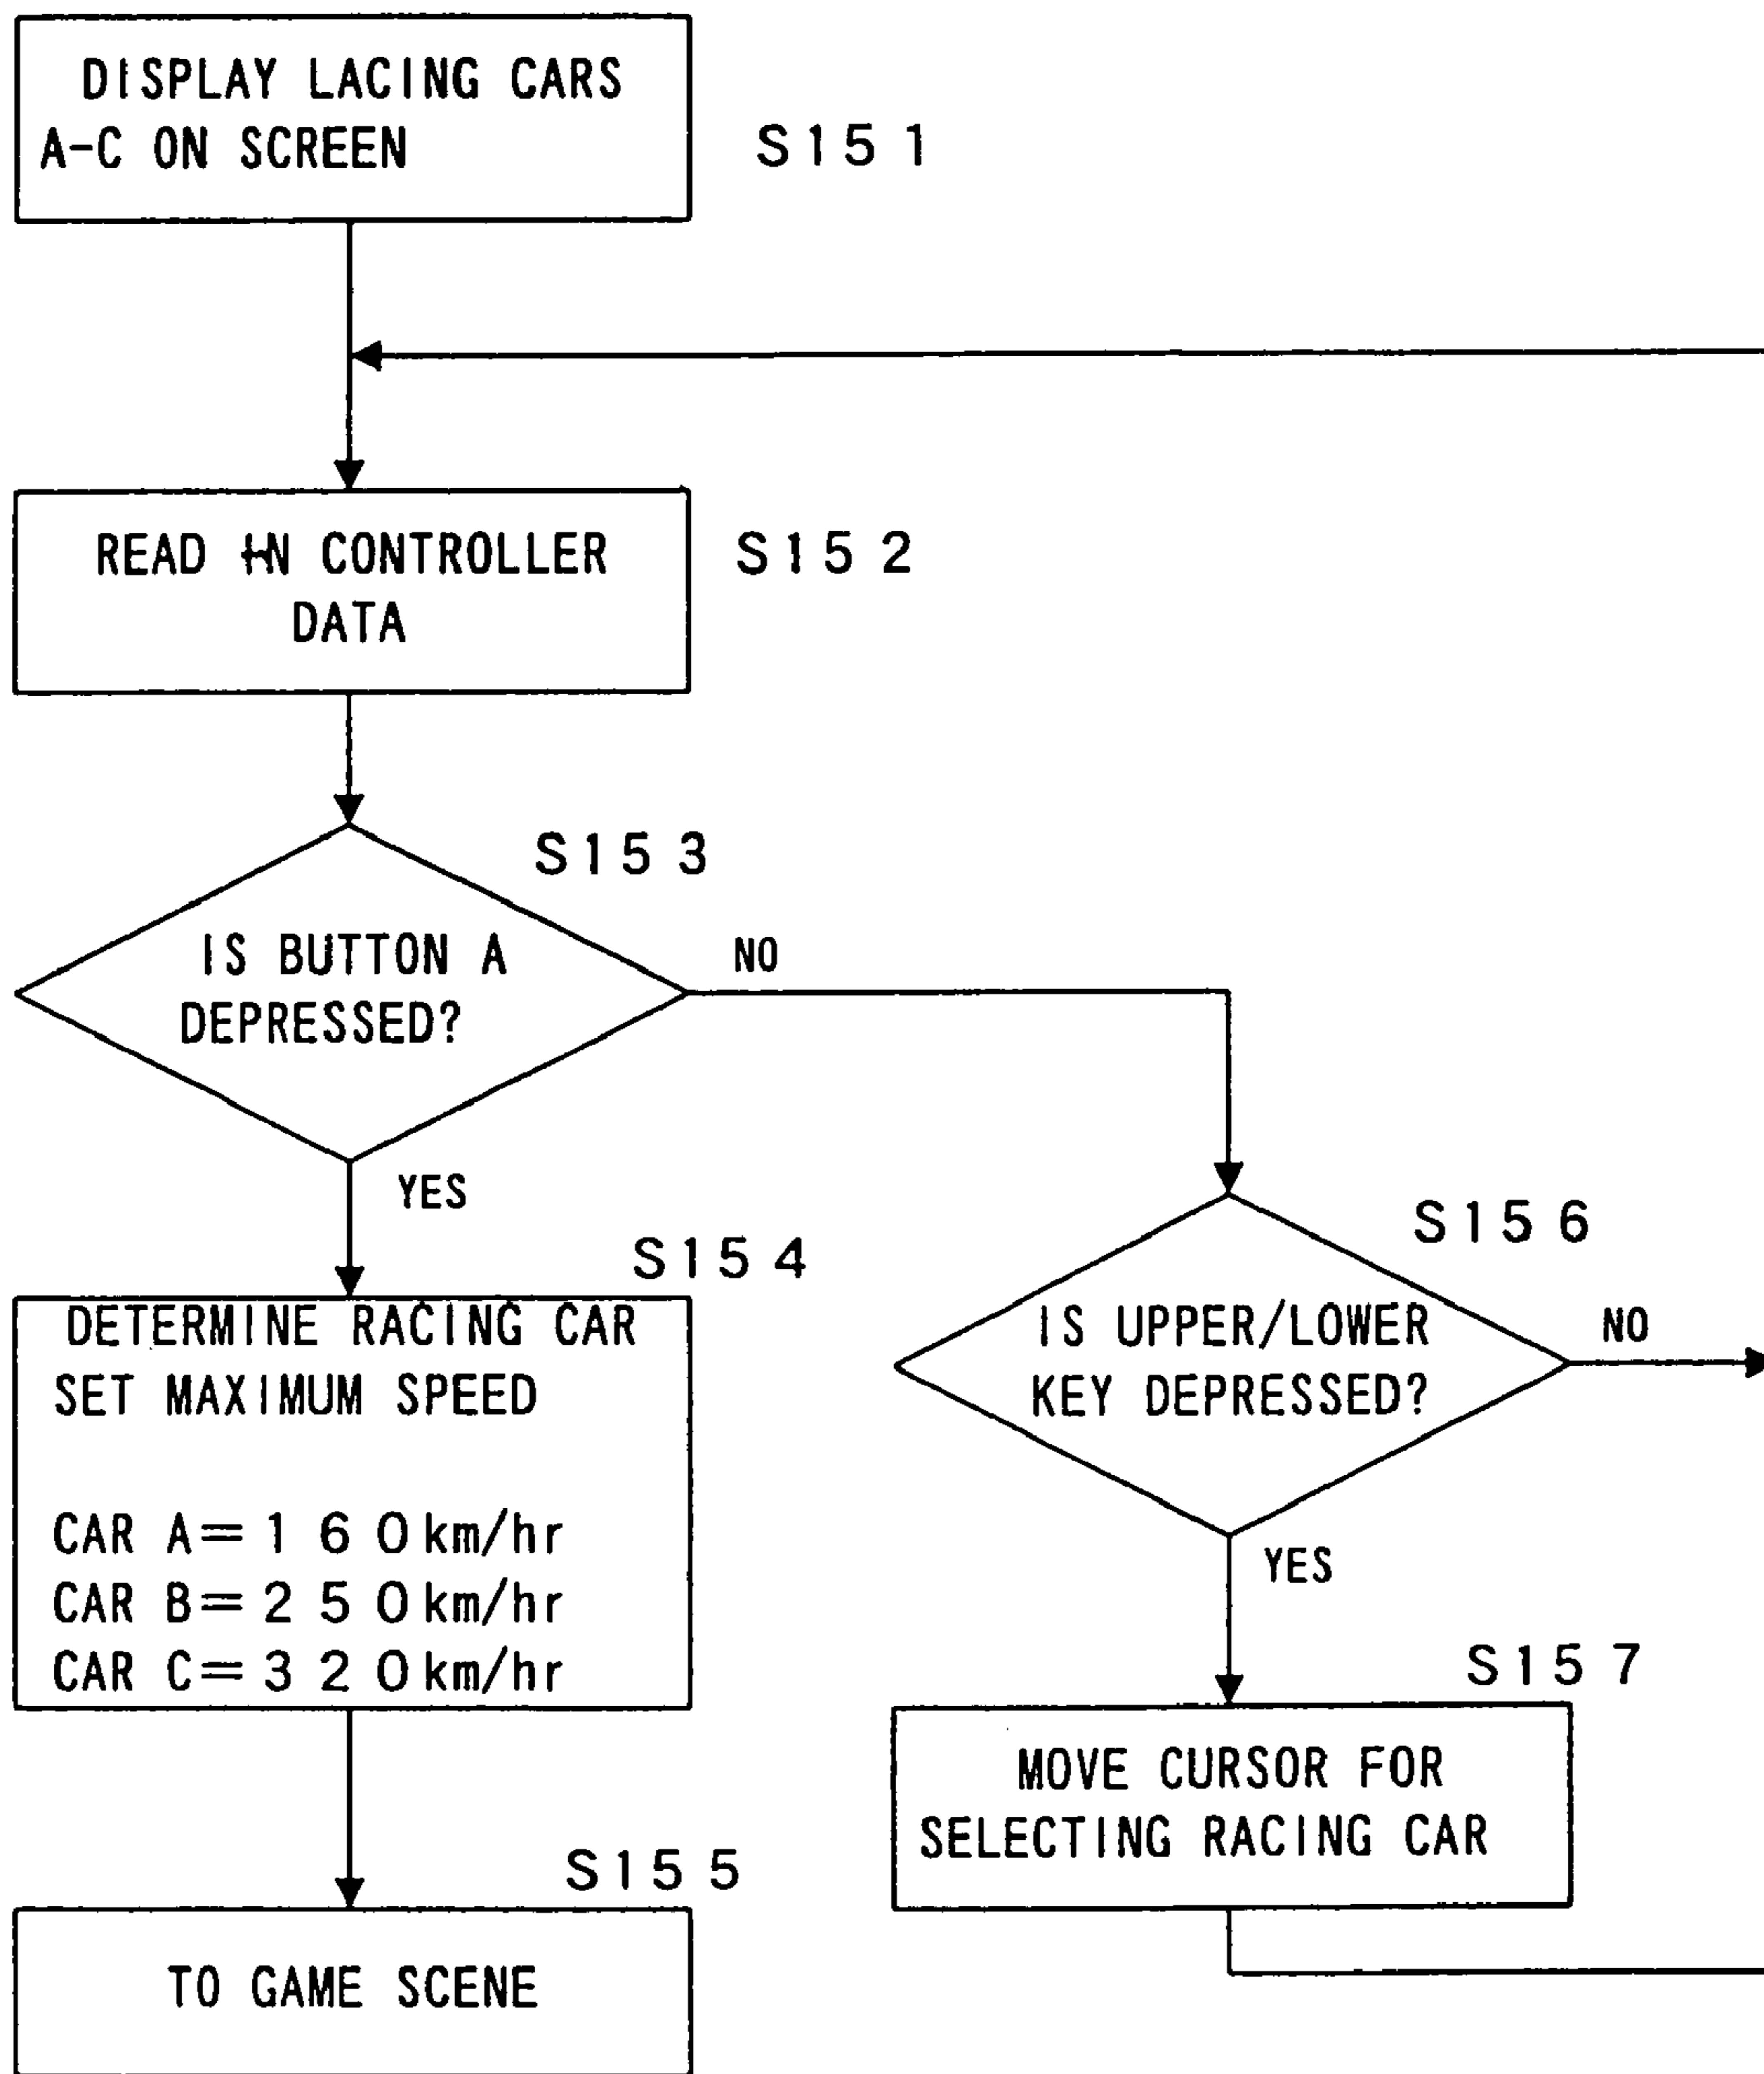 DISPLAY LACING CARS
A-C ON SCREEN
S151
READ IN CONTROLLER
DATA
S152
S153
IS BUTTON A
DEPRESSED?
NO
YES
S154
DETERMINE RACING CAR
SET MAXIMUM SPEED
CAR A=160km/hr
CAR B=250km/hr
CAR C=320km/hr
S155
TO GAME SCENE
S156
IS UPPER/LOWER
KEY DEPRESSED?
NO
YES
S157
MOVE CURSOR FOR
SELECTING RACING CAR